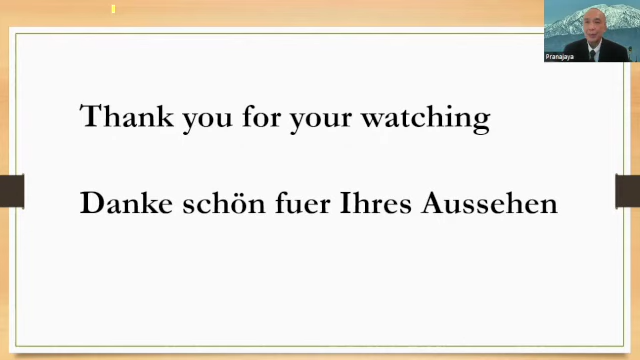 Pranajaya
Thank you for your watching
Danke schön fuer Ihres Aussehen